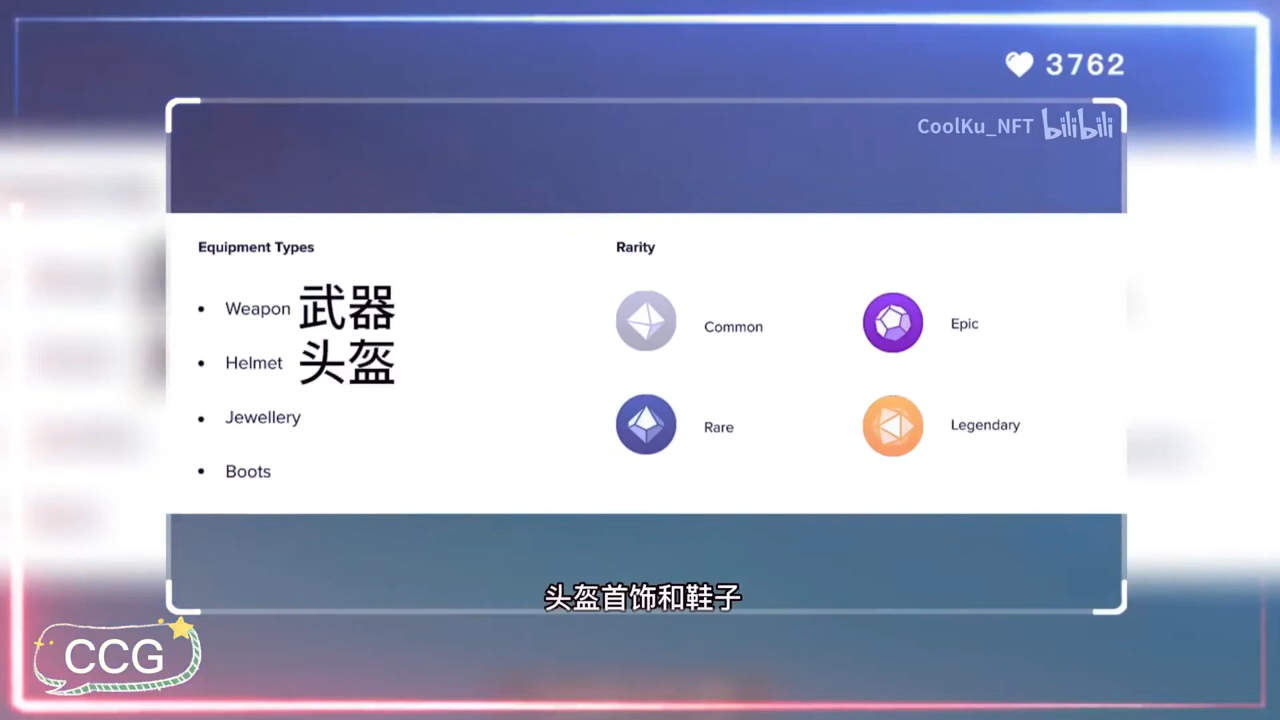 3762
CoolKu_NFT bilibili
Equipment Types
Rarity
Weapon 武器
Helmet 头盔
Jewellery
Boots
Common
Epic
Rare
Legendary
头盔首饰和鞋子
CCG